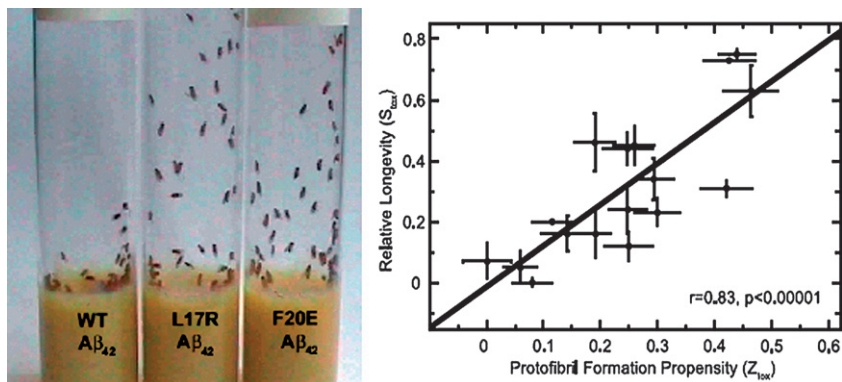 WT
Aβ42
L17R
Aβ42
F20E
Aβ42
Relative Longevity (Stox)
0.8
0.6
0.4
0.2
0
r=0.83, p<0.00001
0 0.1 0.2 0.3 0.4 0.5 0.6
Protofibril Formation Propensity (Ztox)